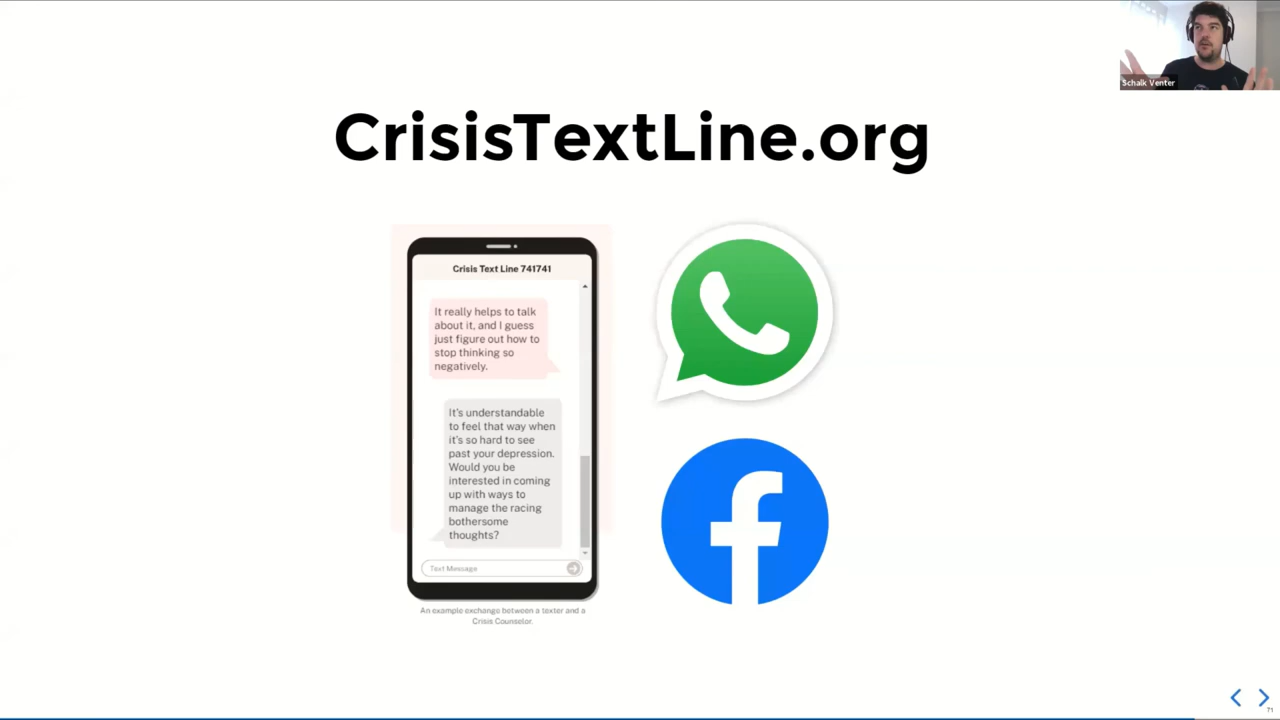 Schalk Venter
CrisisTextLine.org
Crisis Text Line 741741
It really helps to talk
about it, and I guess
just figure out how to
stop thinking so
negatively.
It's understandable
to feel that way when
it's so hard to see
past your depression.
Would you be
interested in coming
up with ways to
manage the racing
bothersome
thoughts?
Text Message
An example exchange between a texter and a
Crisis Counselor.
71